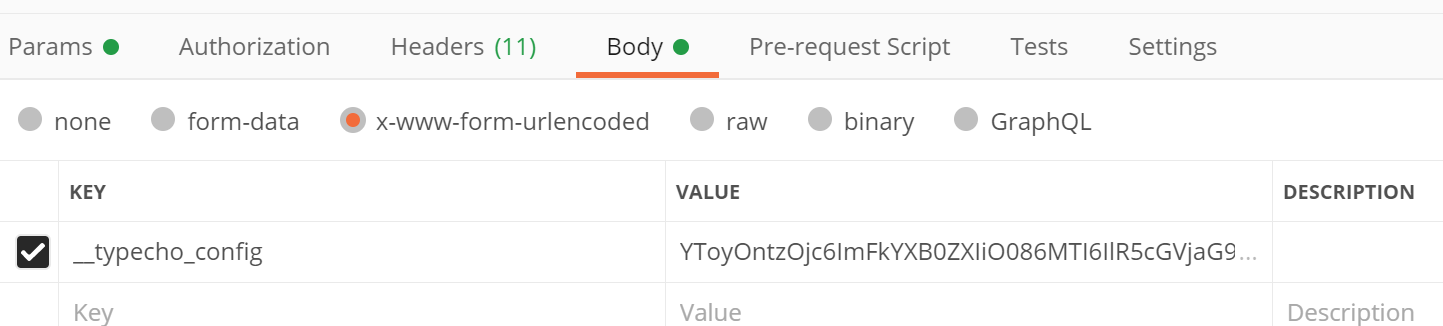 Params Authorization Headers (11) Body Pre-request Script Tests Settings
none form-data x-www-form-urlencoded raw binary GraphQL
KEY VALUE DESCRIPTION
__typecho_config YToyOntzOjc6ImFkYXB0ZXIiO086MTI6IlR5cGVjaG9...
Key Value Description